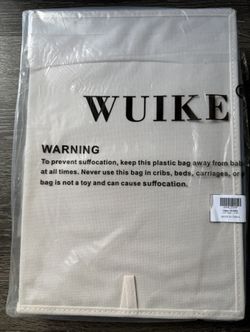 WUIKE
WARNING
To prevent suffocation, keep this plastic bag away from bab
at all times. Never use this bag in cribs, beds, carriages, or
bag is not a toy and can cause suffocation.